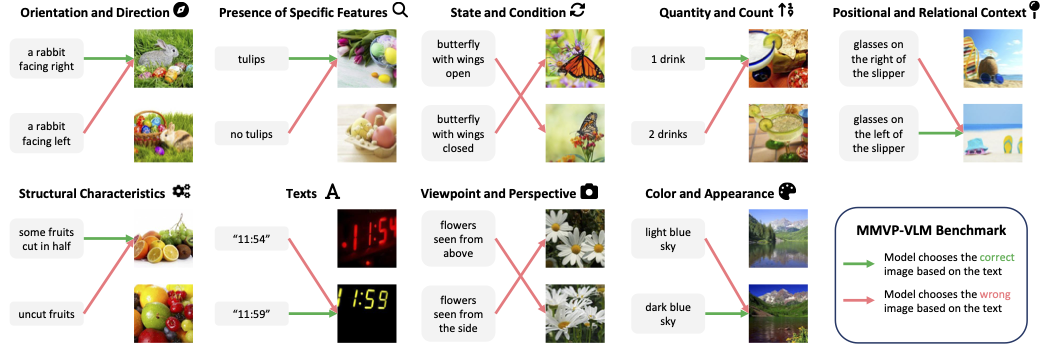 Orientation and Direction
a rabbit
facing right
a rabbit
facing left
Presence of Specific Features
tulips
no tulips
State and Condition
butterfly
with wings
open
butterfly
with wings
closed
Quantity and Count
1 drink
2 drinks
Positional and Relational Context
glasses on
the right of
the slipper
glasses on
the left of
the slipper
Structural Characteristics
some fruits
cut in half
uncut fruits
Texts A
"11:54"
"11:59"
11:54
11:59
Viewpoint and Perspective
flowers
seen from
above
flowers
seen from
the side
Color and Appearance
light blue
sky
dark blue
sky
MMVP-VLM Benchmark
Model chooses the correct
image based on the text
Model chooses the wrong
image based on the text